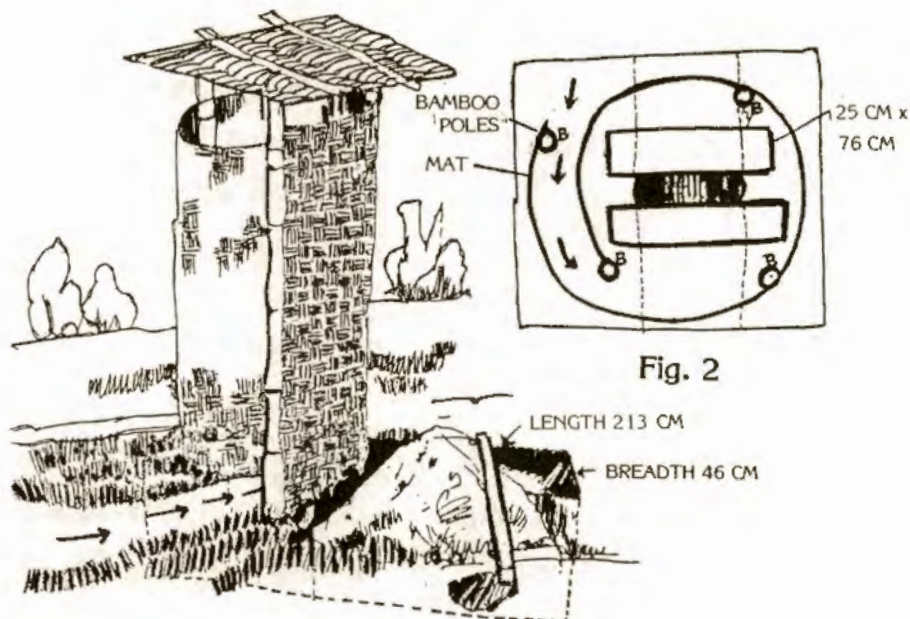 BAMBOO
POLES
MAT
B
B
B
B
25 CM x
76 CM
Fig. 2
LENGTH 213 CM
BREADTH 46 CM